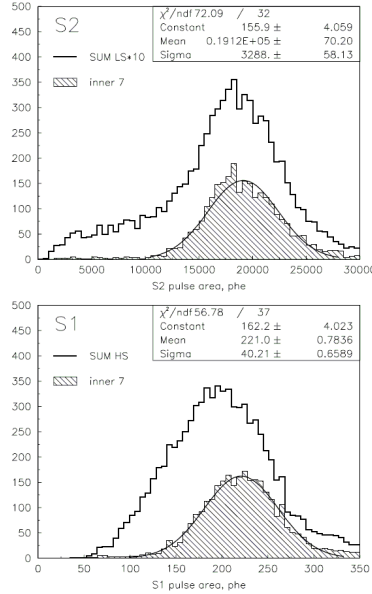 S2
χ²/ndf 72.09 / 32
Constant 155.9 ± 4.059
Mean 0.1912E+05 ± 70.20
Sigma 3288. ± 58.13
SUM LS*10
inner 7
500
450
400
350
300
250
200
150
100
50
0
0 5000 10000 15000 20000 25000 30000
S2 pulse area, phe
S1
χ²/ndf 56.78 / 37
Constant 162.2 ± 4.023
Mean 221.0 ± 0.7836
Sigma 40.21 ± 0.6589
SUM HS
inner 7
500
450
400
350
300
250
200
150
100
50
0
0 50 100 150 200 250 300 350
S1 pulse area, phe